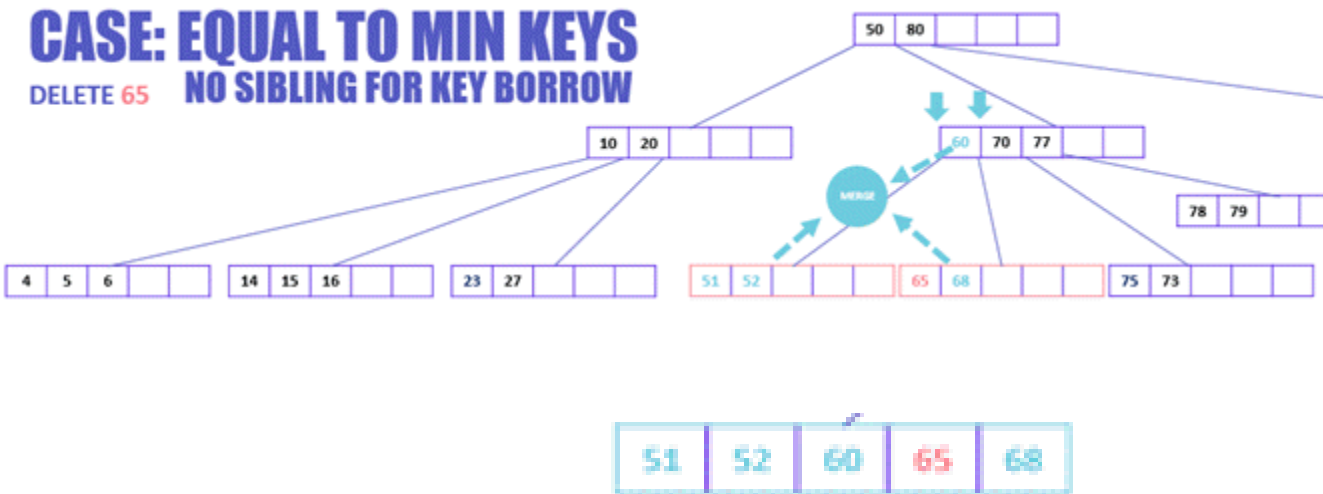 CASE: EQUAL TO MIN KEYS
DELETE 65 NO SIBLING FOR KEY BORROW
50 80
10 20
60 70 77
MERGE
78 79
4 5 6
14 15 16
23 27
51 52
65 68
75 73
51 52 60 65 68